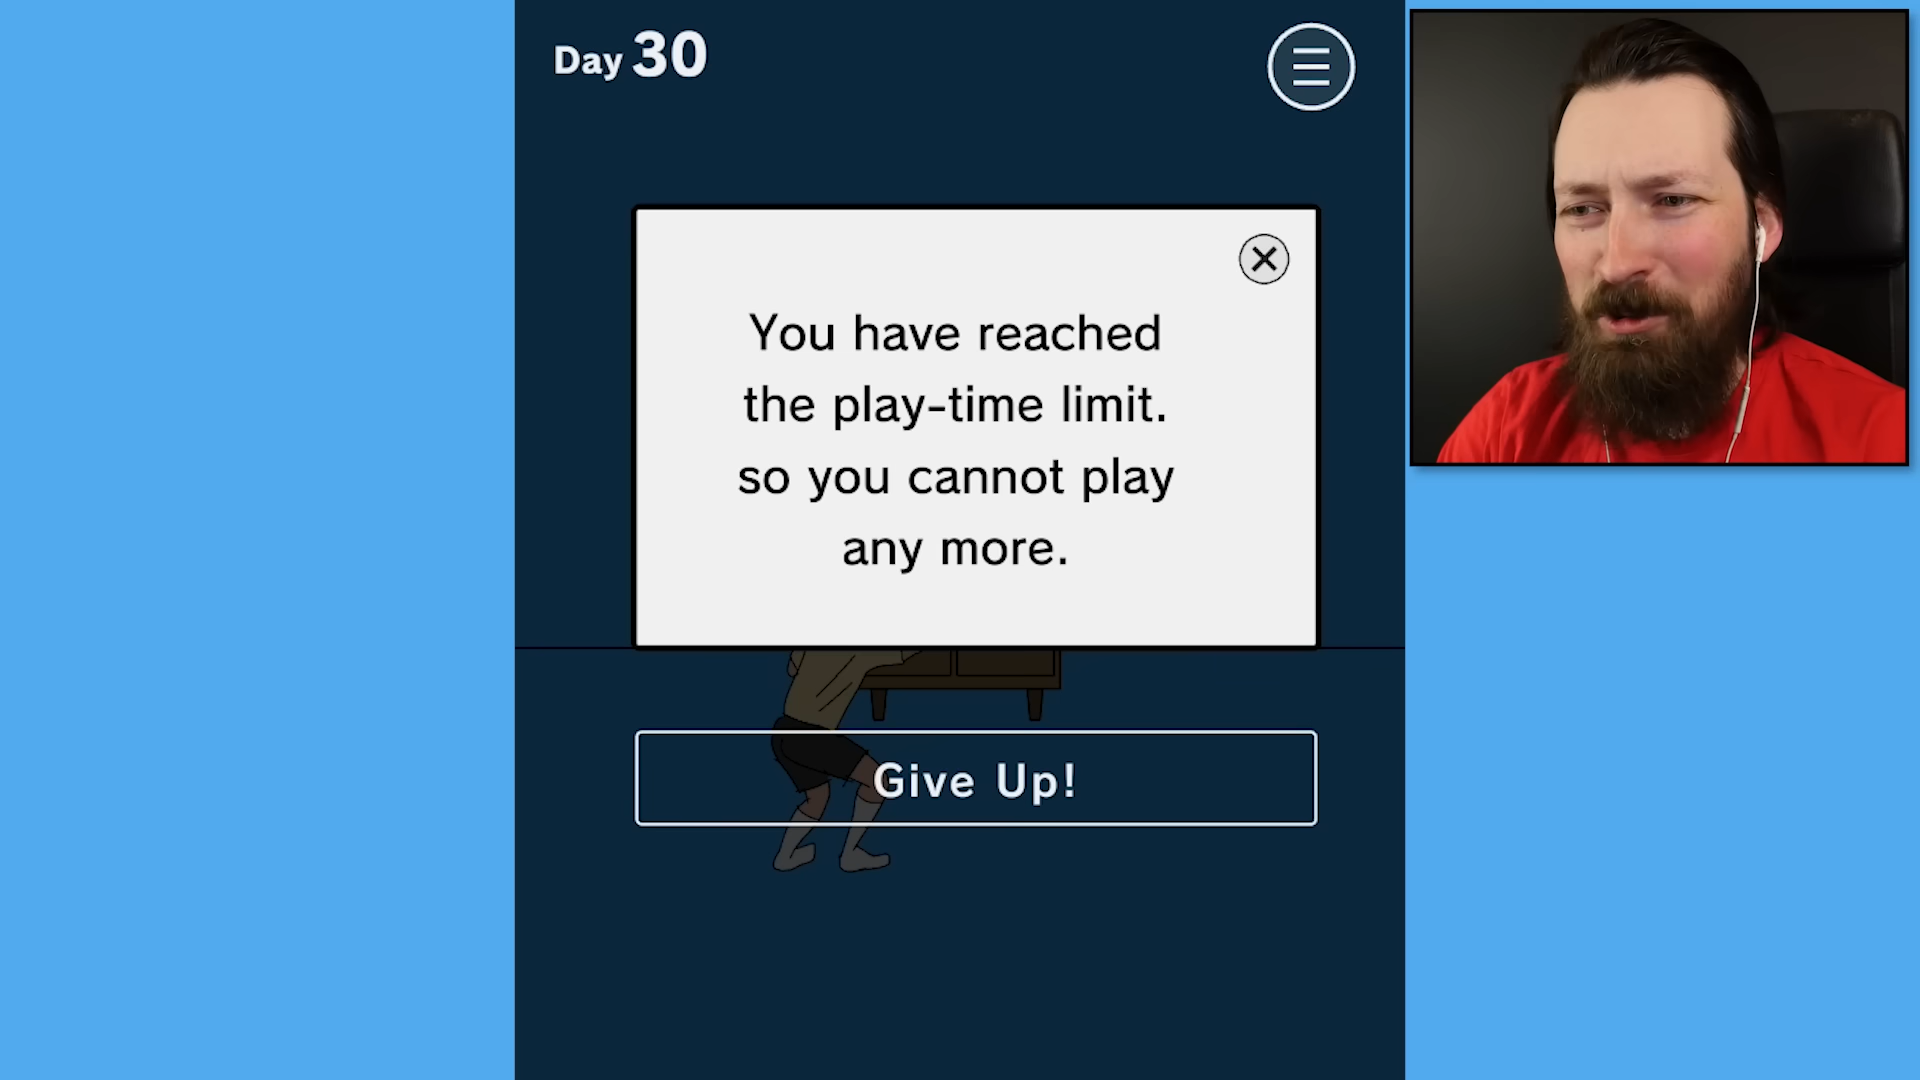 Day 30
You have reached
the play-time limit.
so you cannot play
any more.
Give Up!